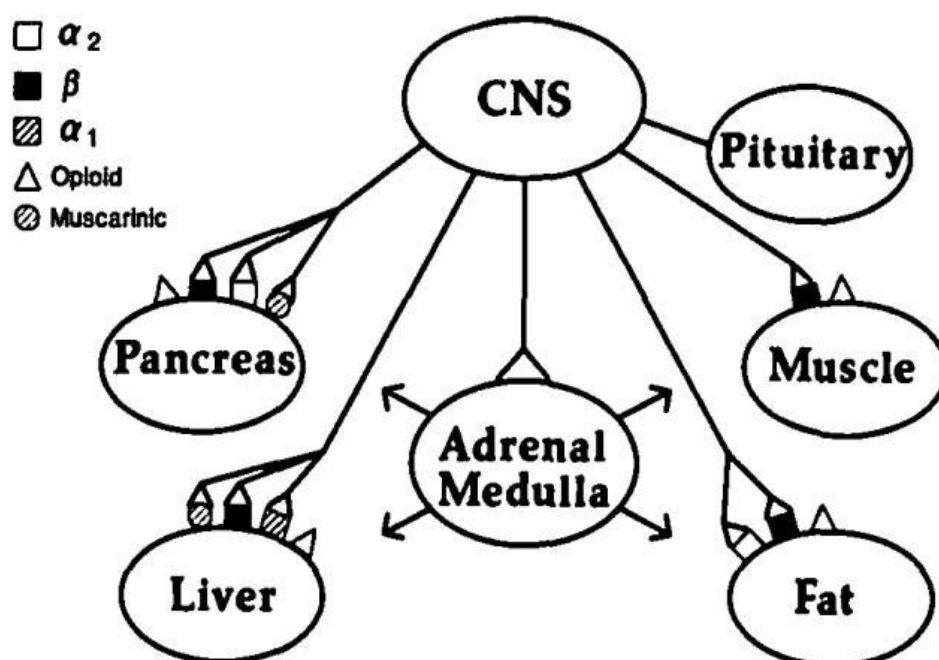 α₂
β
α₁
Opioid
Muscarinic
CNS
Pituitary
Pancreas
Muscle
Adrenal
Medulla
Liver
Fat